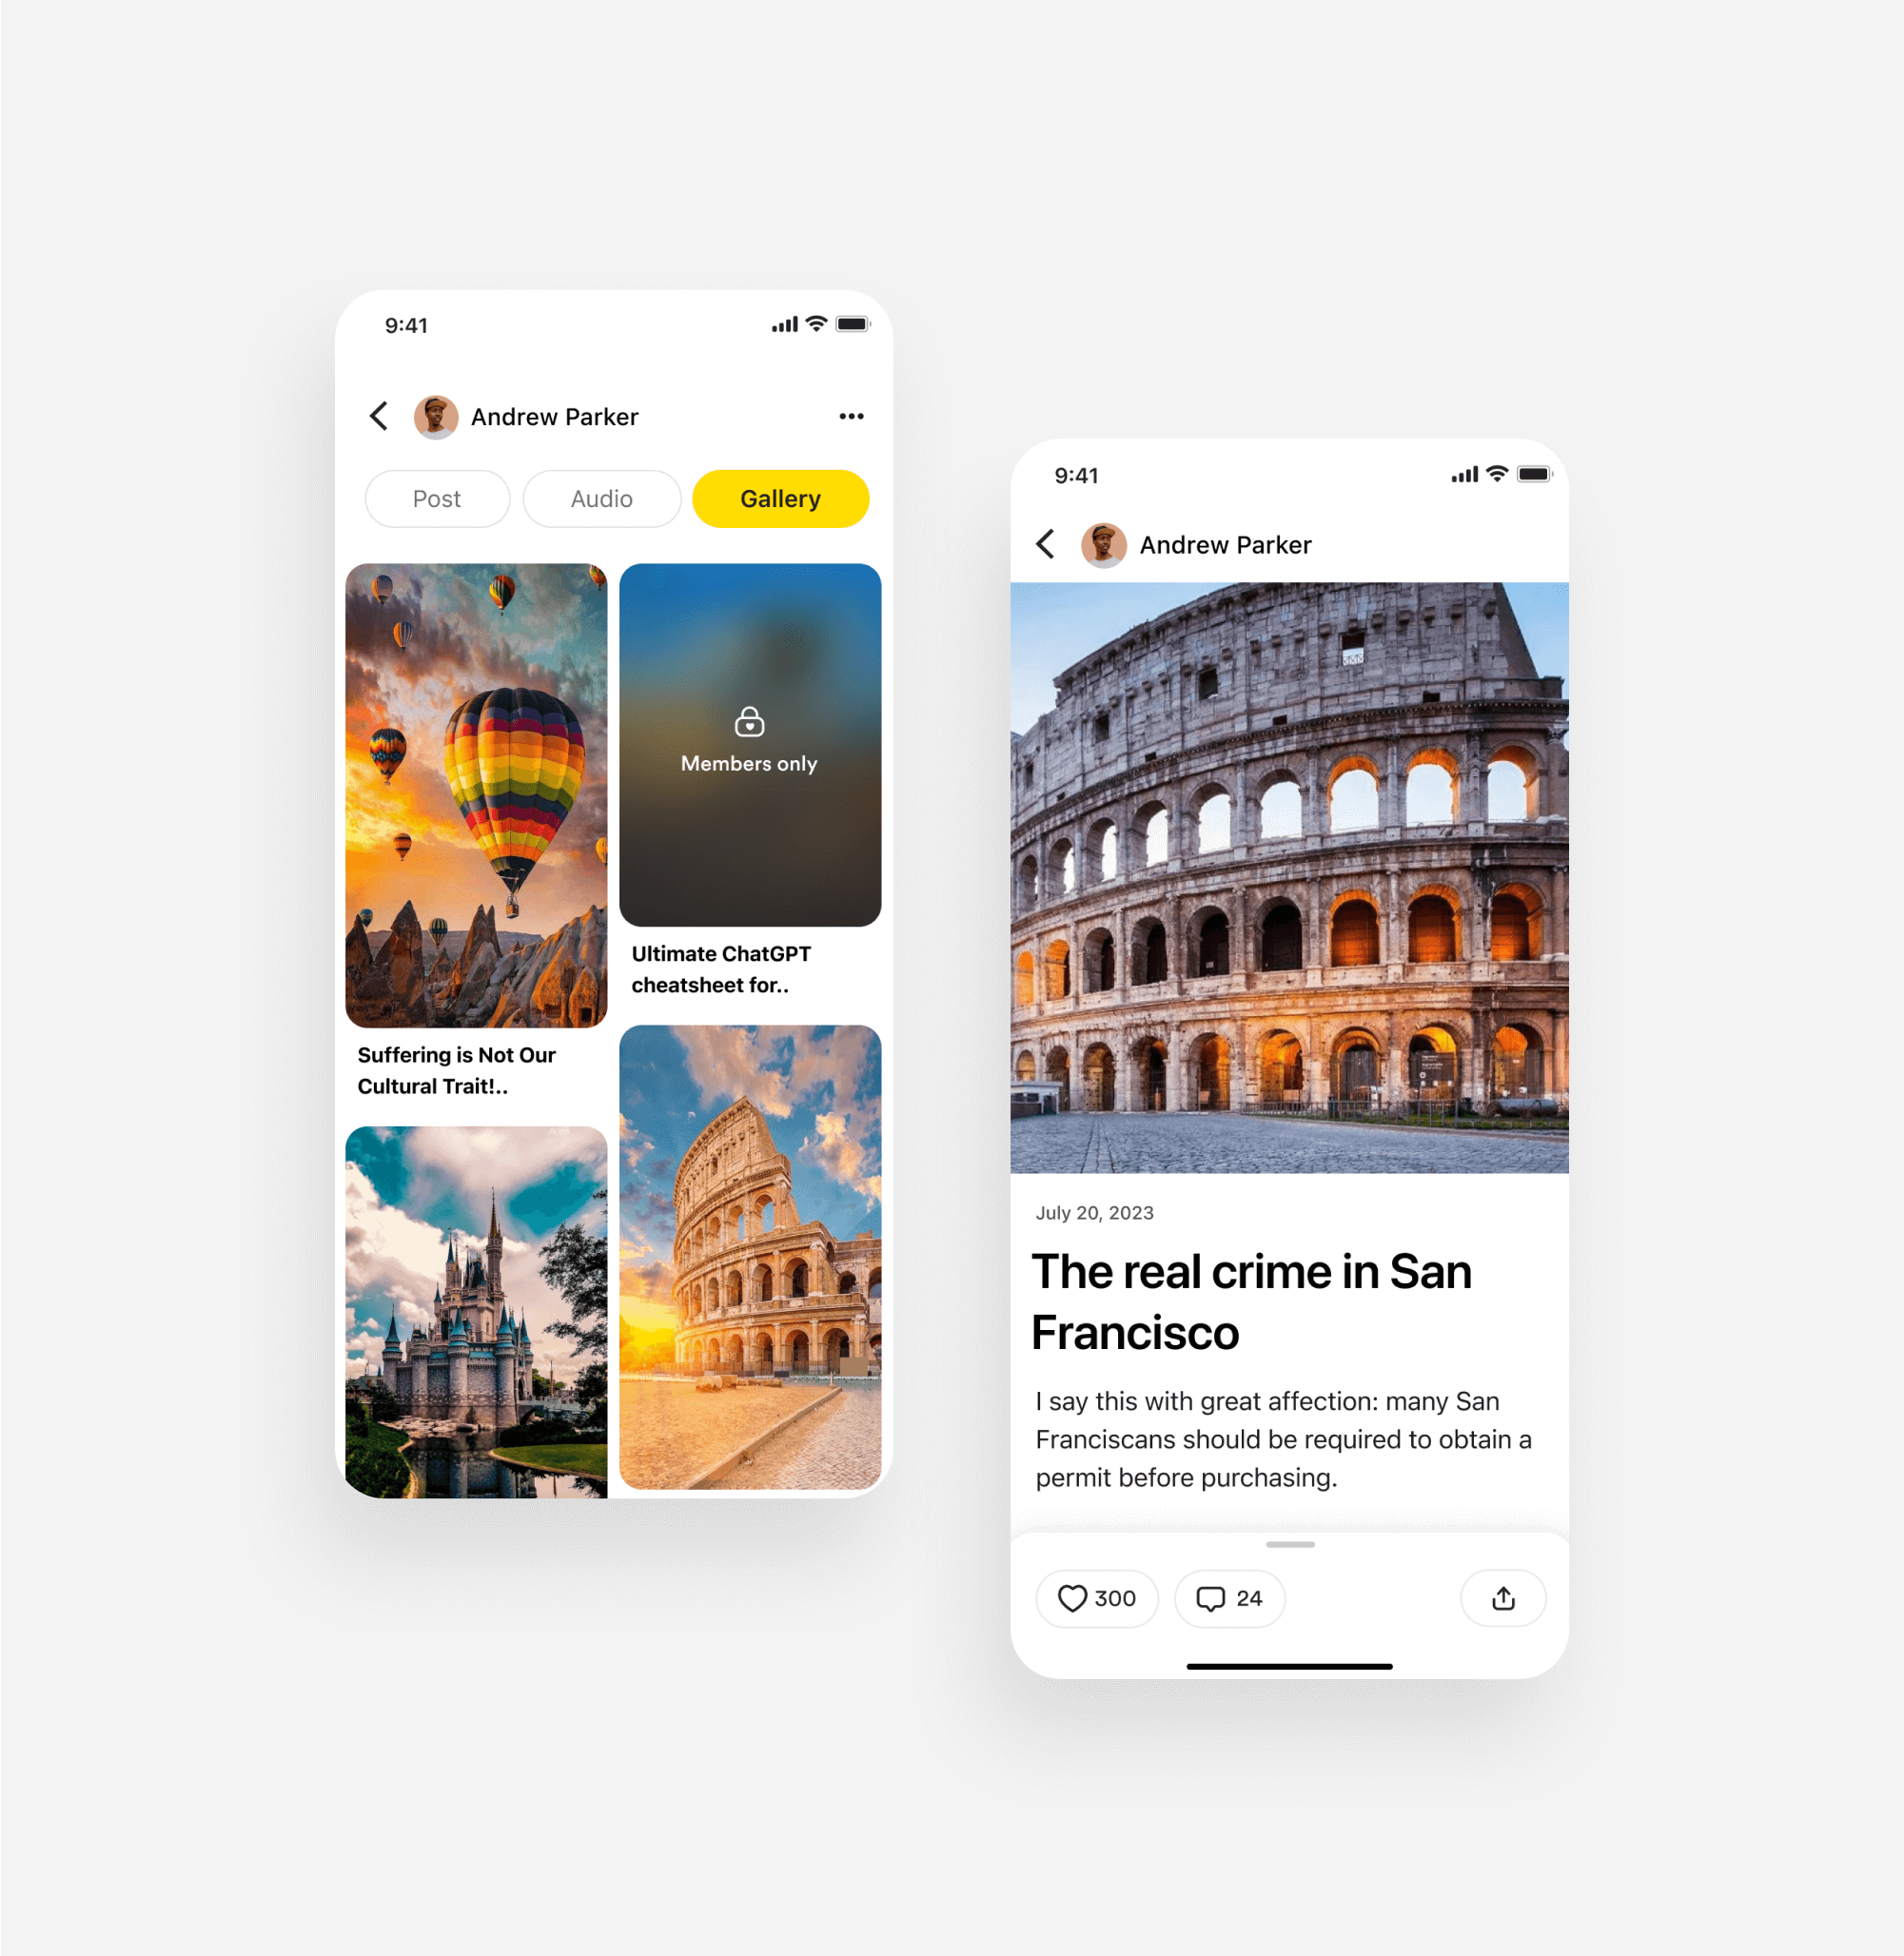 9:41
Andrew Parker
Post
Audio
Gallery
Members only
Ultimate ChatGPT
cheatsheet for..
Suffering is Not Our
Cultural Trait!..
9:41
Andrew Parker
July 20, 2023
The real crime in San
Francisco
I say this with great affection: many San
Franciscans should be required to obtain a
permit before purchasing.
300
24